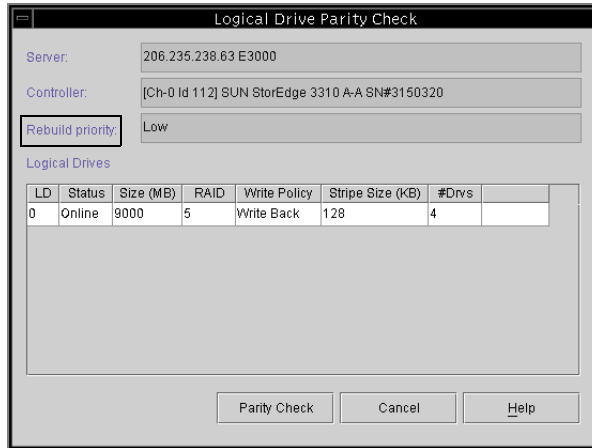 Logical Drive Parity Check
Server: 206.235.238.63 E3000
Controller: [Ch-0 Id 112] SUN StorEdge 3310 A-A SN#3150320
Rebuild priority: Low
Logical Drives
LD Status Size (MB) RAID Write Policy Stripe Size (KB) #Drvs
0 Online 9000 5 Write Back 128 4
Parity Check Cancel Help